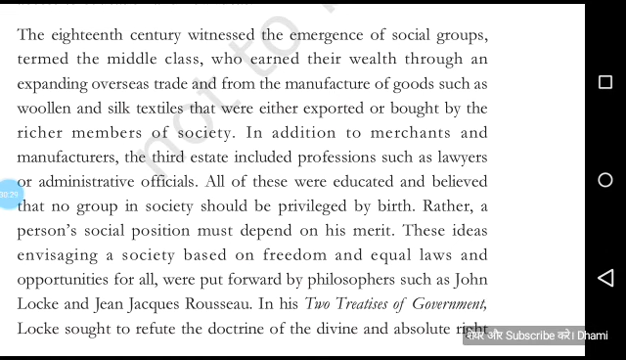 The eighteenth century witnessed the emergence of social groups,
termed the middle class, who earned their wealth through an
expanding overseas trade and from the manufacture of goods such as
woollen and silk textiles that were either exported or bought by the
richer members of society. In addition to merchants and
manufacturers, the third estate included professions such as lawyers
or administrative officials. All of these were educated and believed
00:29
that no group in society should be privileged by birth. Rather, a
person's social position must depend on his merit. These ideas
envisaging a society based on freedom and equal laws and
opportunities for all, were put forward by philosophers such as John
Locke and Jean Jacques Rousseau. In his Two Treatises of Government,
Locke sought to refute the doctrine of the divine and absolute right
शेयर और Subscribe करे। Dhami
not to